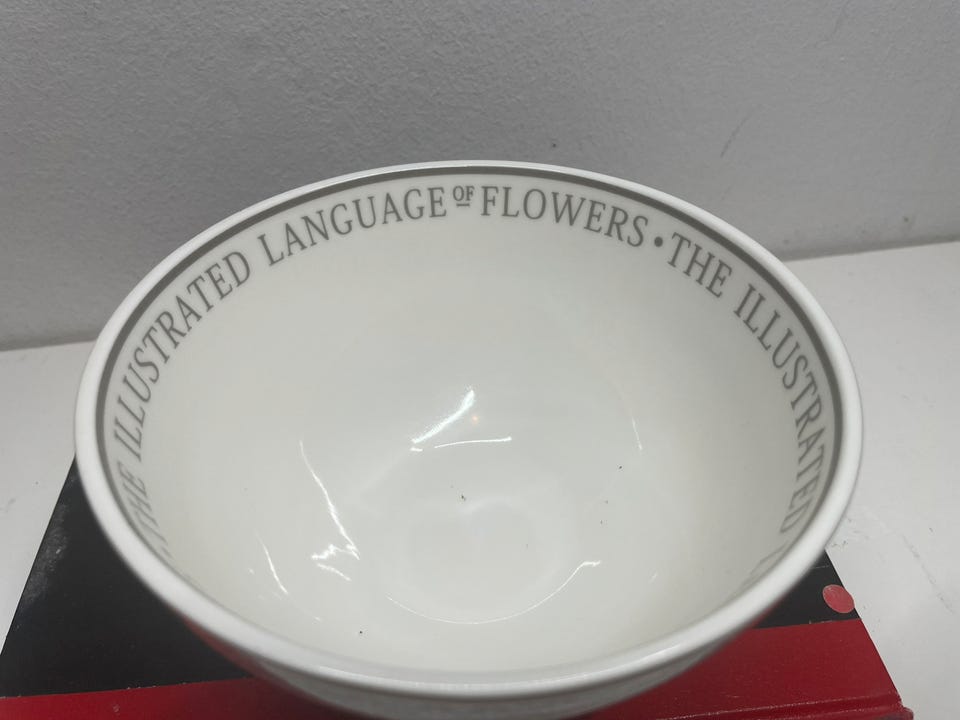 THE ILLUSTRATED LANGUAGE OF FLOWERS • THE ILLUSTRATED